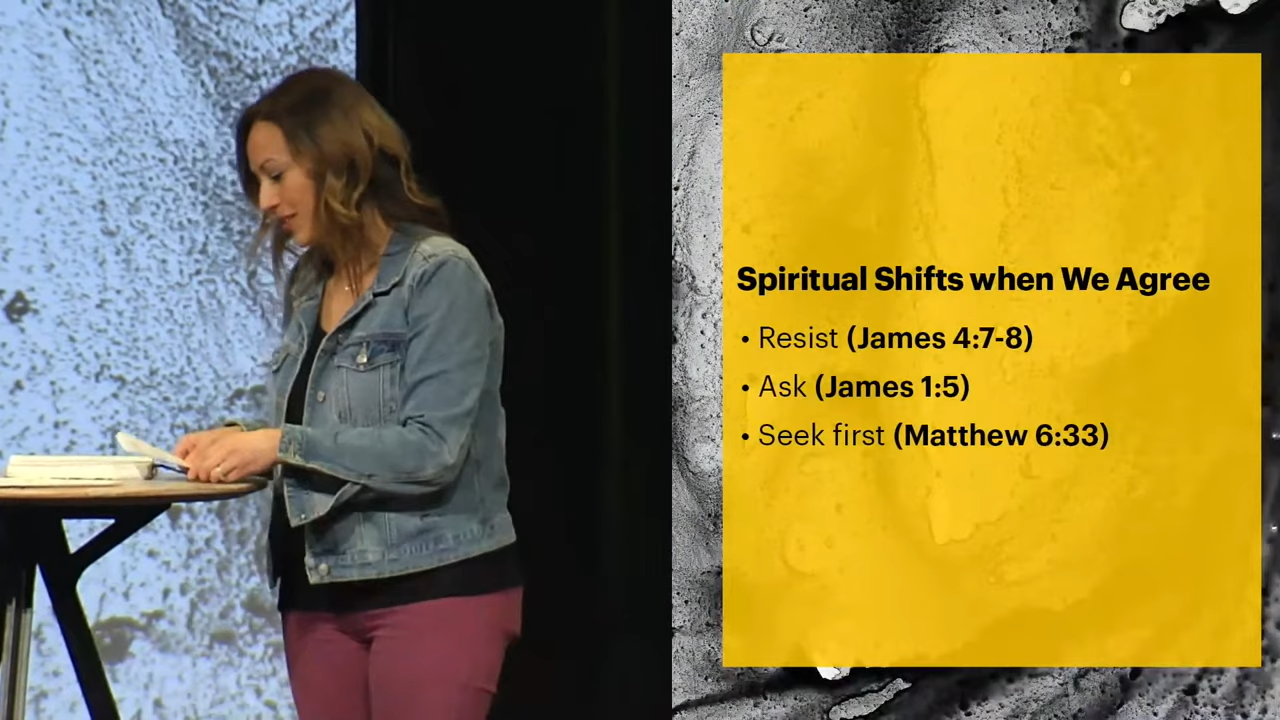 Spiritual Shifts when We Agree
• Resist (James 4:7-8)
• Ask (James 1:5)
• Seek first (Matthew 6:33)